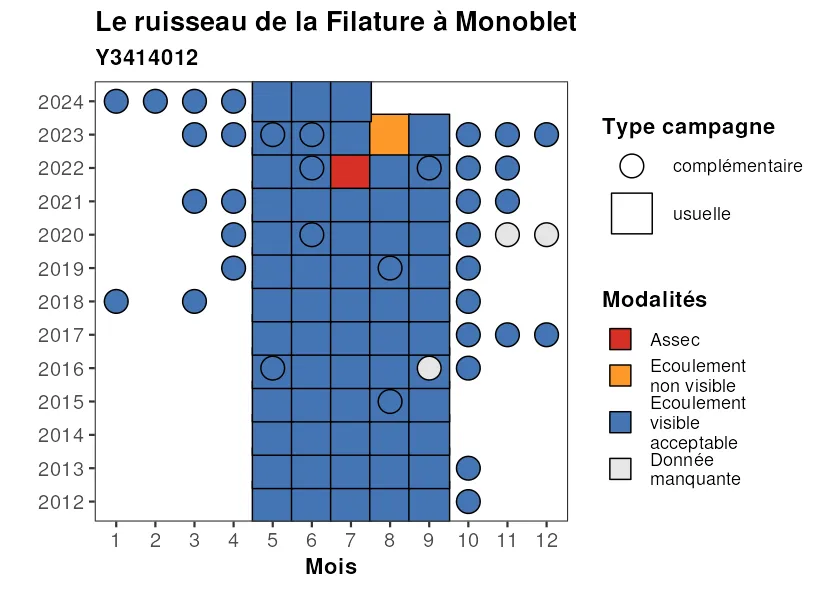 Le ruisseau de la Filature à Monoblet
Y3414012
2024
2023
2022
2021
2020
2019
2018
2017
2016
2015
2014
2013
2012
1 2 3 4 5 6 7 8 9 10 11 12
Mois
Type campagne
complémentaire
usuelle
Modalités
Assec
Ecoulement
non visible
Ecoulement
visible
acceptable
Donnée
manquante